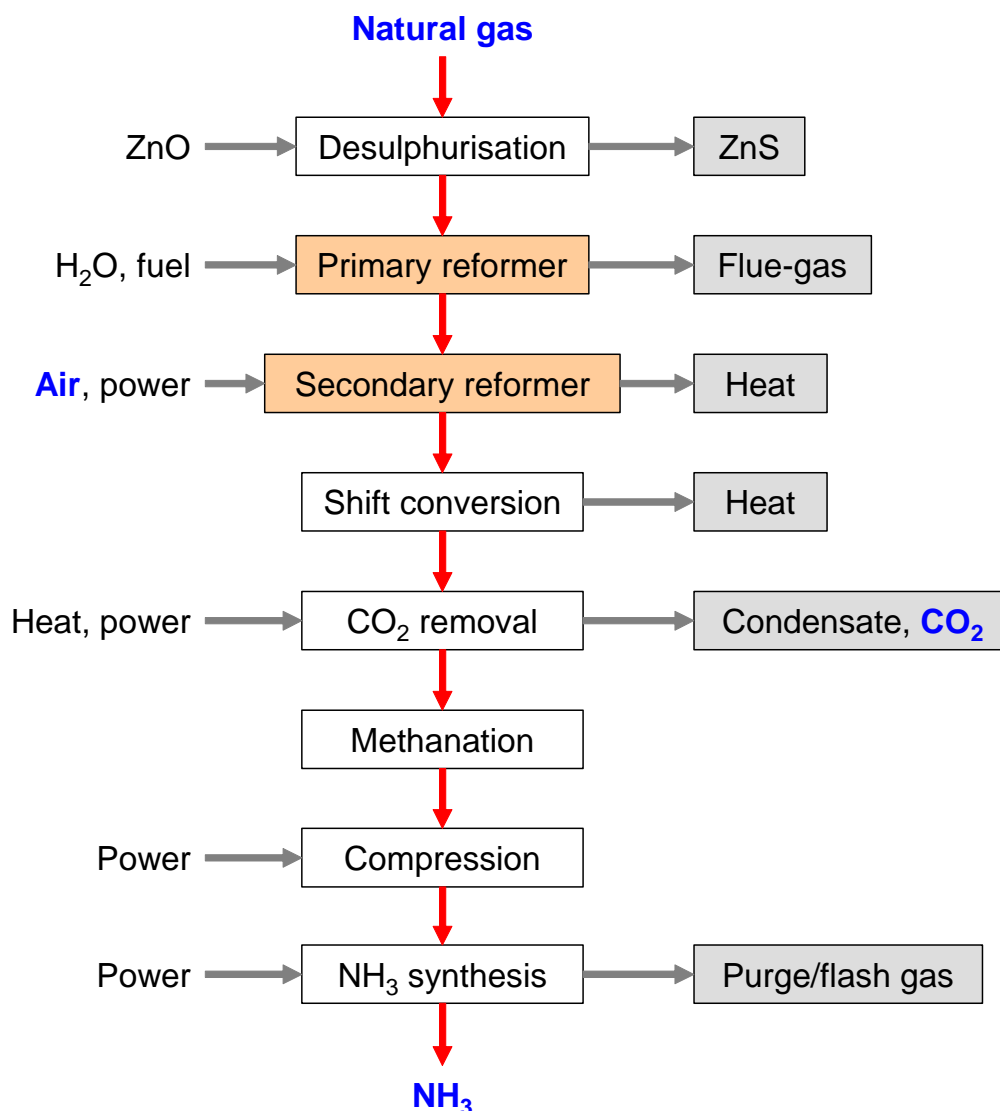 Natural gas
ZnO Desulphurisation ZnS
H₂O, fuel Primary reformer Flue-gas
Air, power Secondary reformer Heat
Shift conversion Heat
Heat, power CO₂ removal Condensate, CO₂
Methanation
Power Compression
Power NH₃ synthesis Purge/flash gas
NH₃